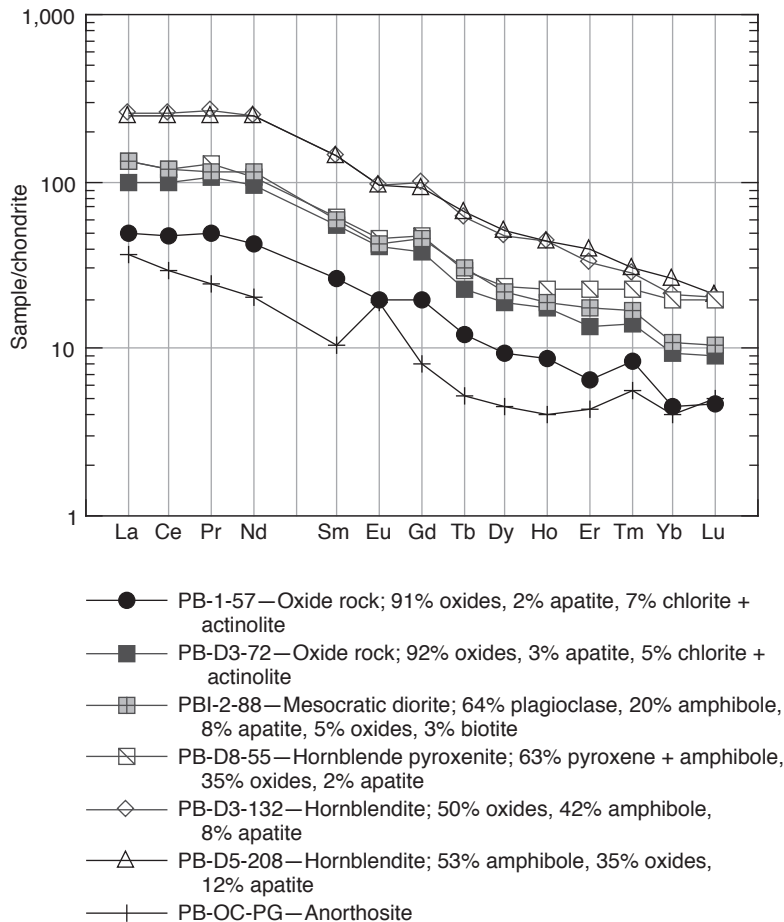 1,000
100
10
1
Sample/chondrite
La Ce Pr Nd Sm Eu Gd Tb Dy Ho Er Tm Yb Lu
PB-1-57—Oxide rock; 91% oxides, 2% apatite, 7% chlorite +
actinolite
PB-D3-72—Oxide rock; 92% oxides, 3% apatite, 5% chlorite +
actinolite
PBI-2-88—Mesocratic diorite; 64% plagioclase, 20% amphibole,
8% apatite, 5% oxides, 3% biotite
PB-D8-55—Hornblende pyroxenite; 63% pyroxene + amphibole,
35% oxides, 2% apatite
PB-D3-132—Hornblendite; 50% oxides, 42% amphibole,
8% apatite
PB-D5-208—Hornblendite; 53% amphibole, 35% oxides,
12% apatite
PB-OC-PG—Anorthosite